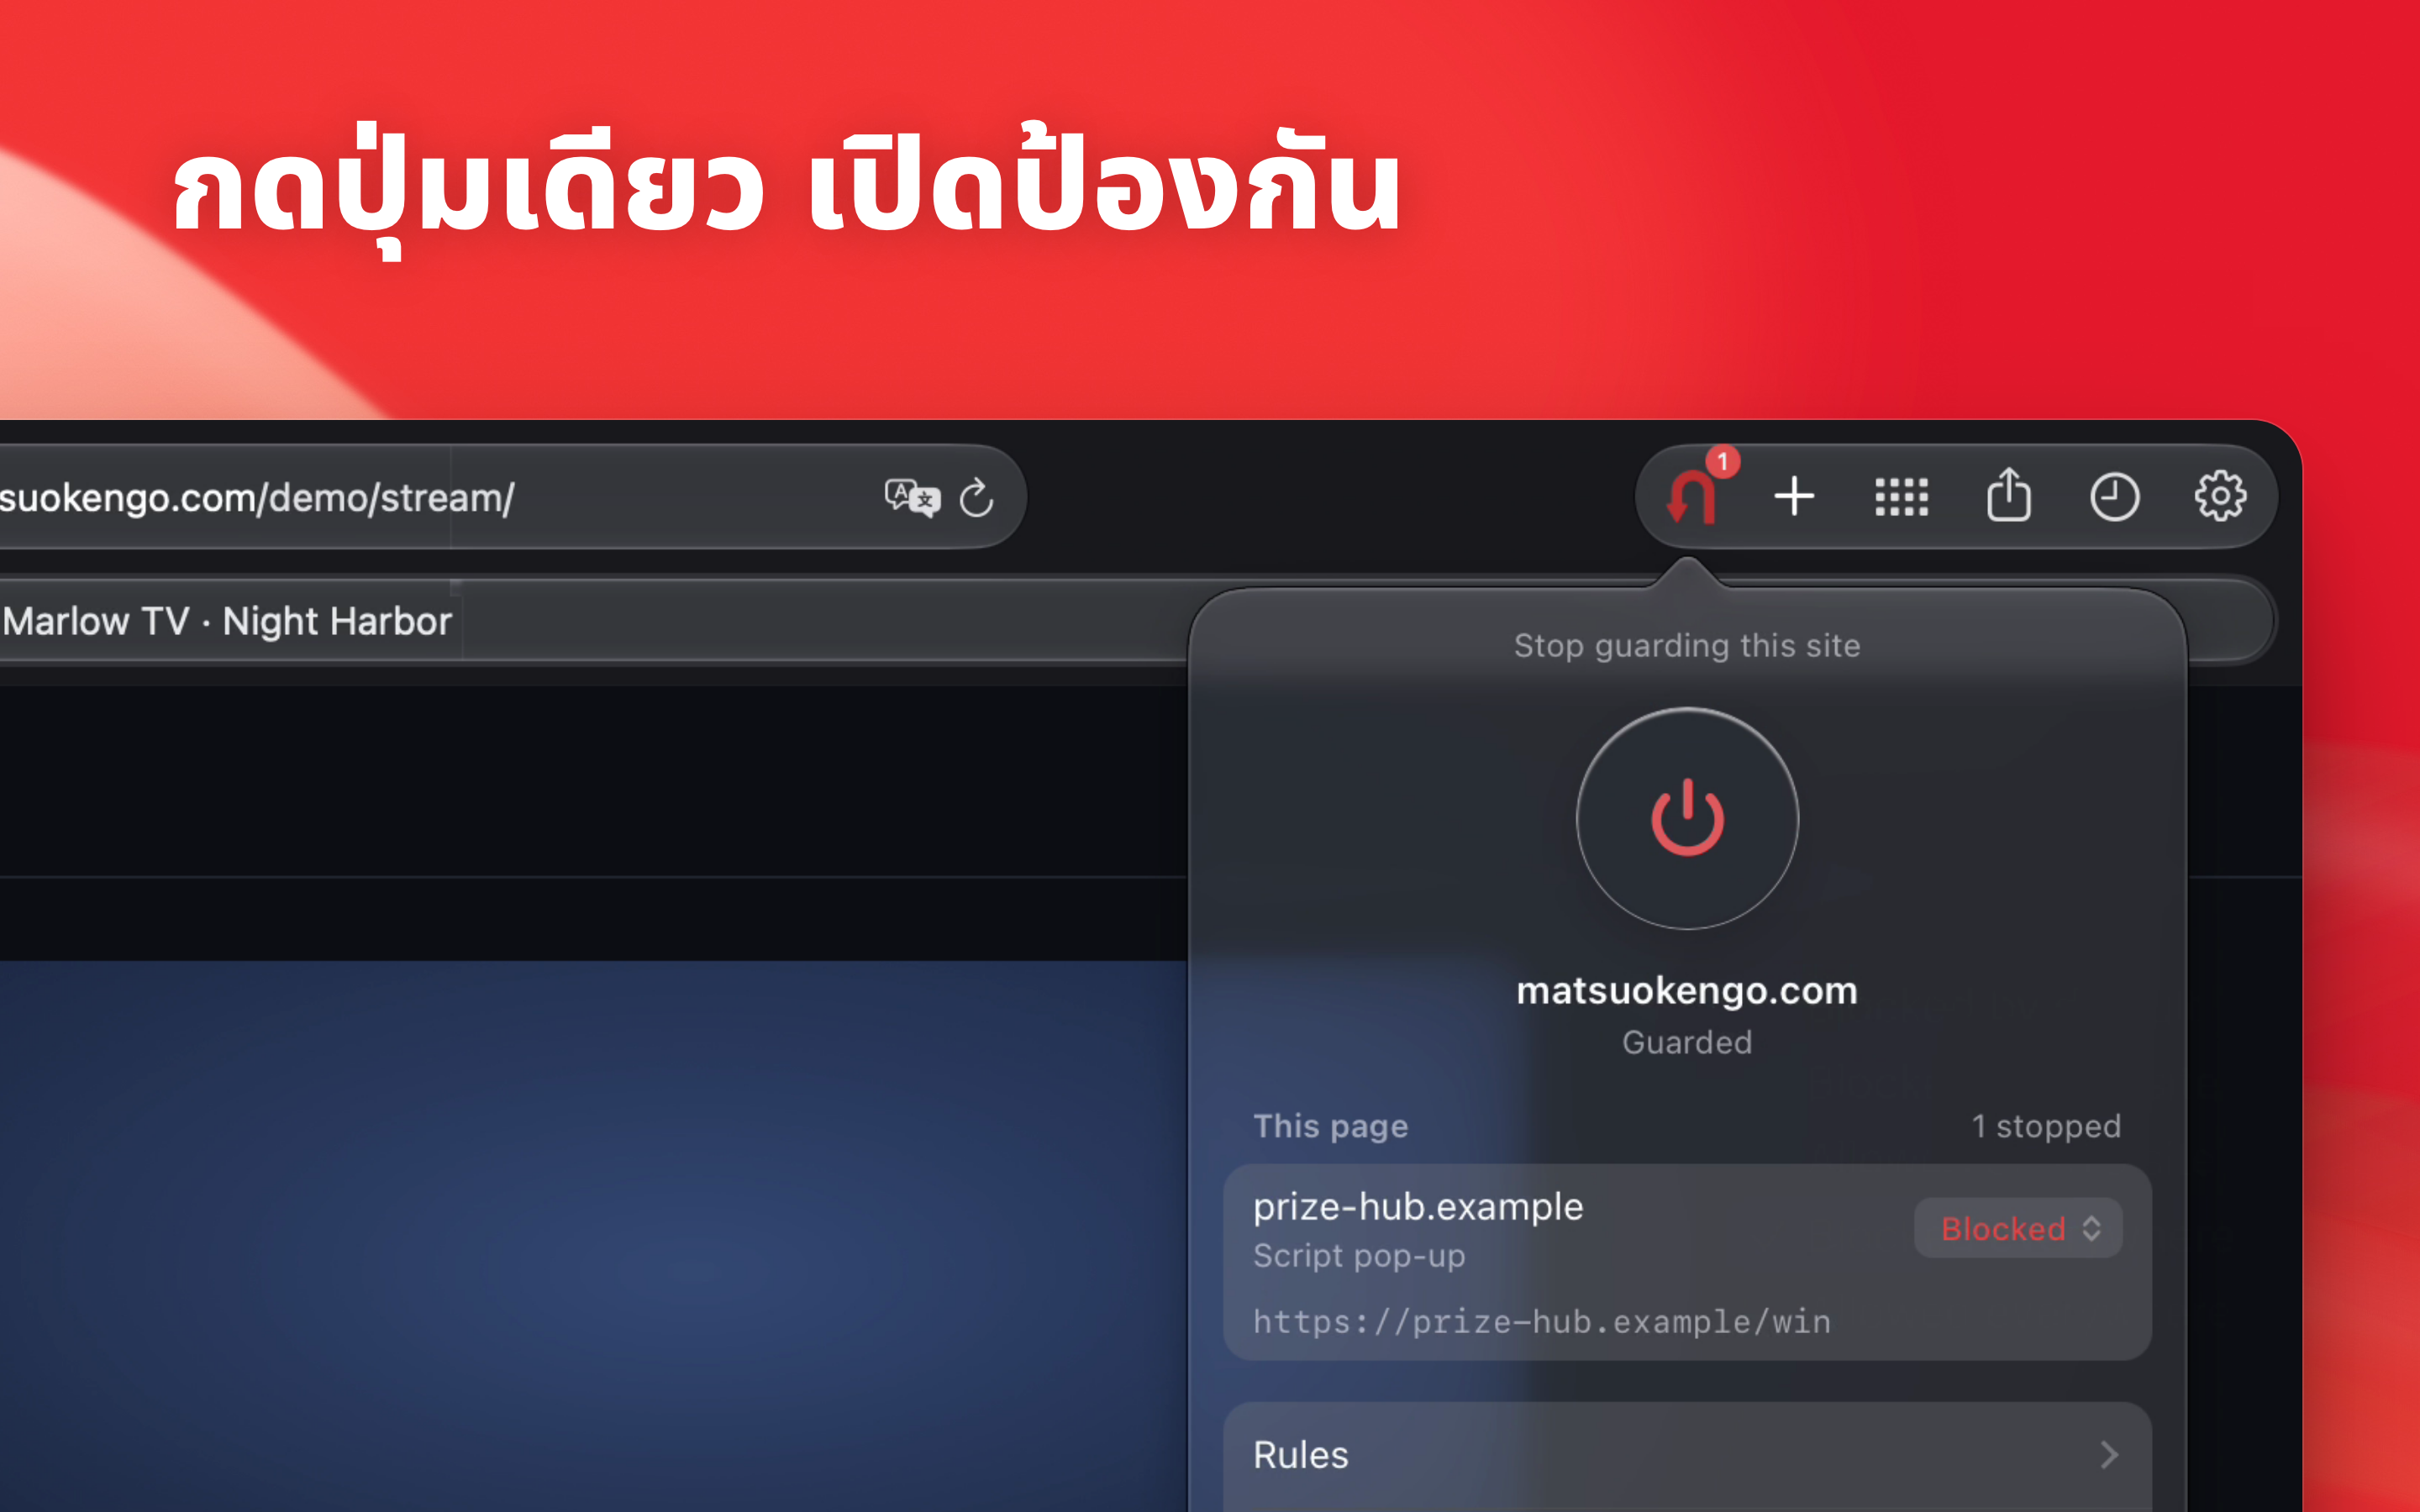 กดปุ่มเดียว เปิดป้องกัน
suokengo.com/demo/stream/
1
Marlow TV · Night Harbor
Stop guarding this site
matsuokengo.com
Guarded
This page
1 stopped
prize-hub.example
Blocked
Script pop-up
https://prize-hub.example/win
Rules